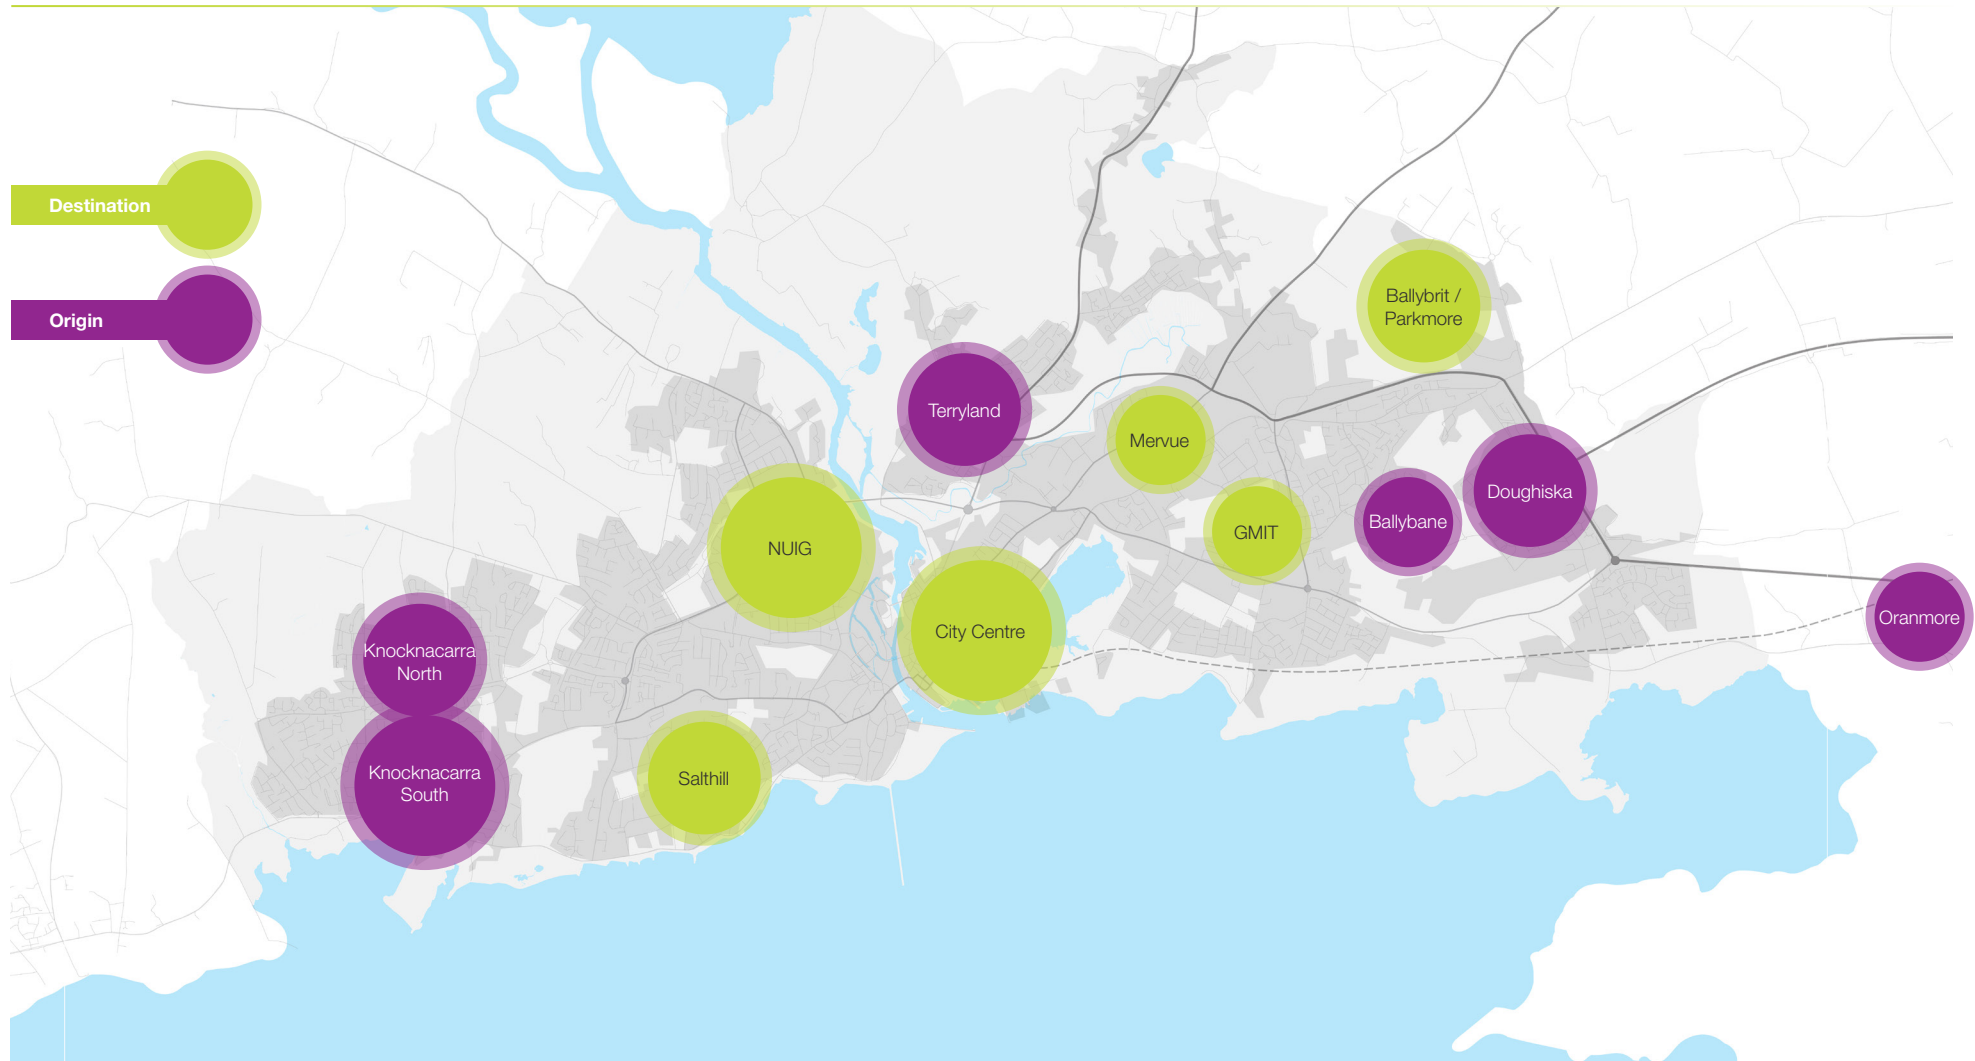 Destination
Origin
Ballybrit /
Parkmore
Terryland
Mervue
Doughiska
Ballybane
GMIT
NUIG
City Centre
Oranmore
Knocknacarra
North
Knocknacarra
South
Salthill